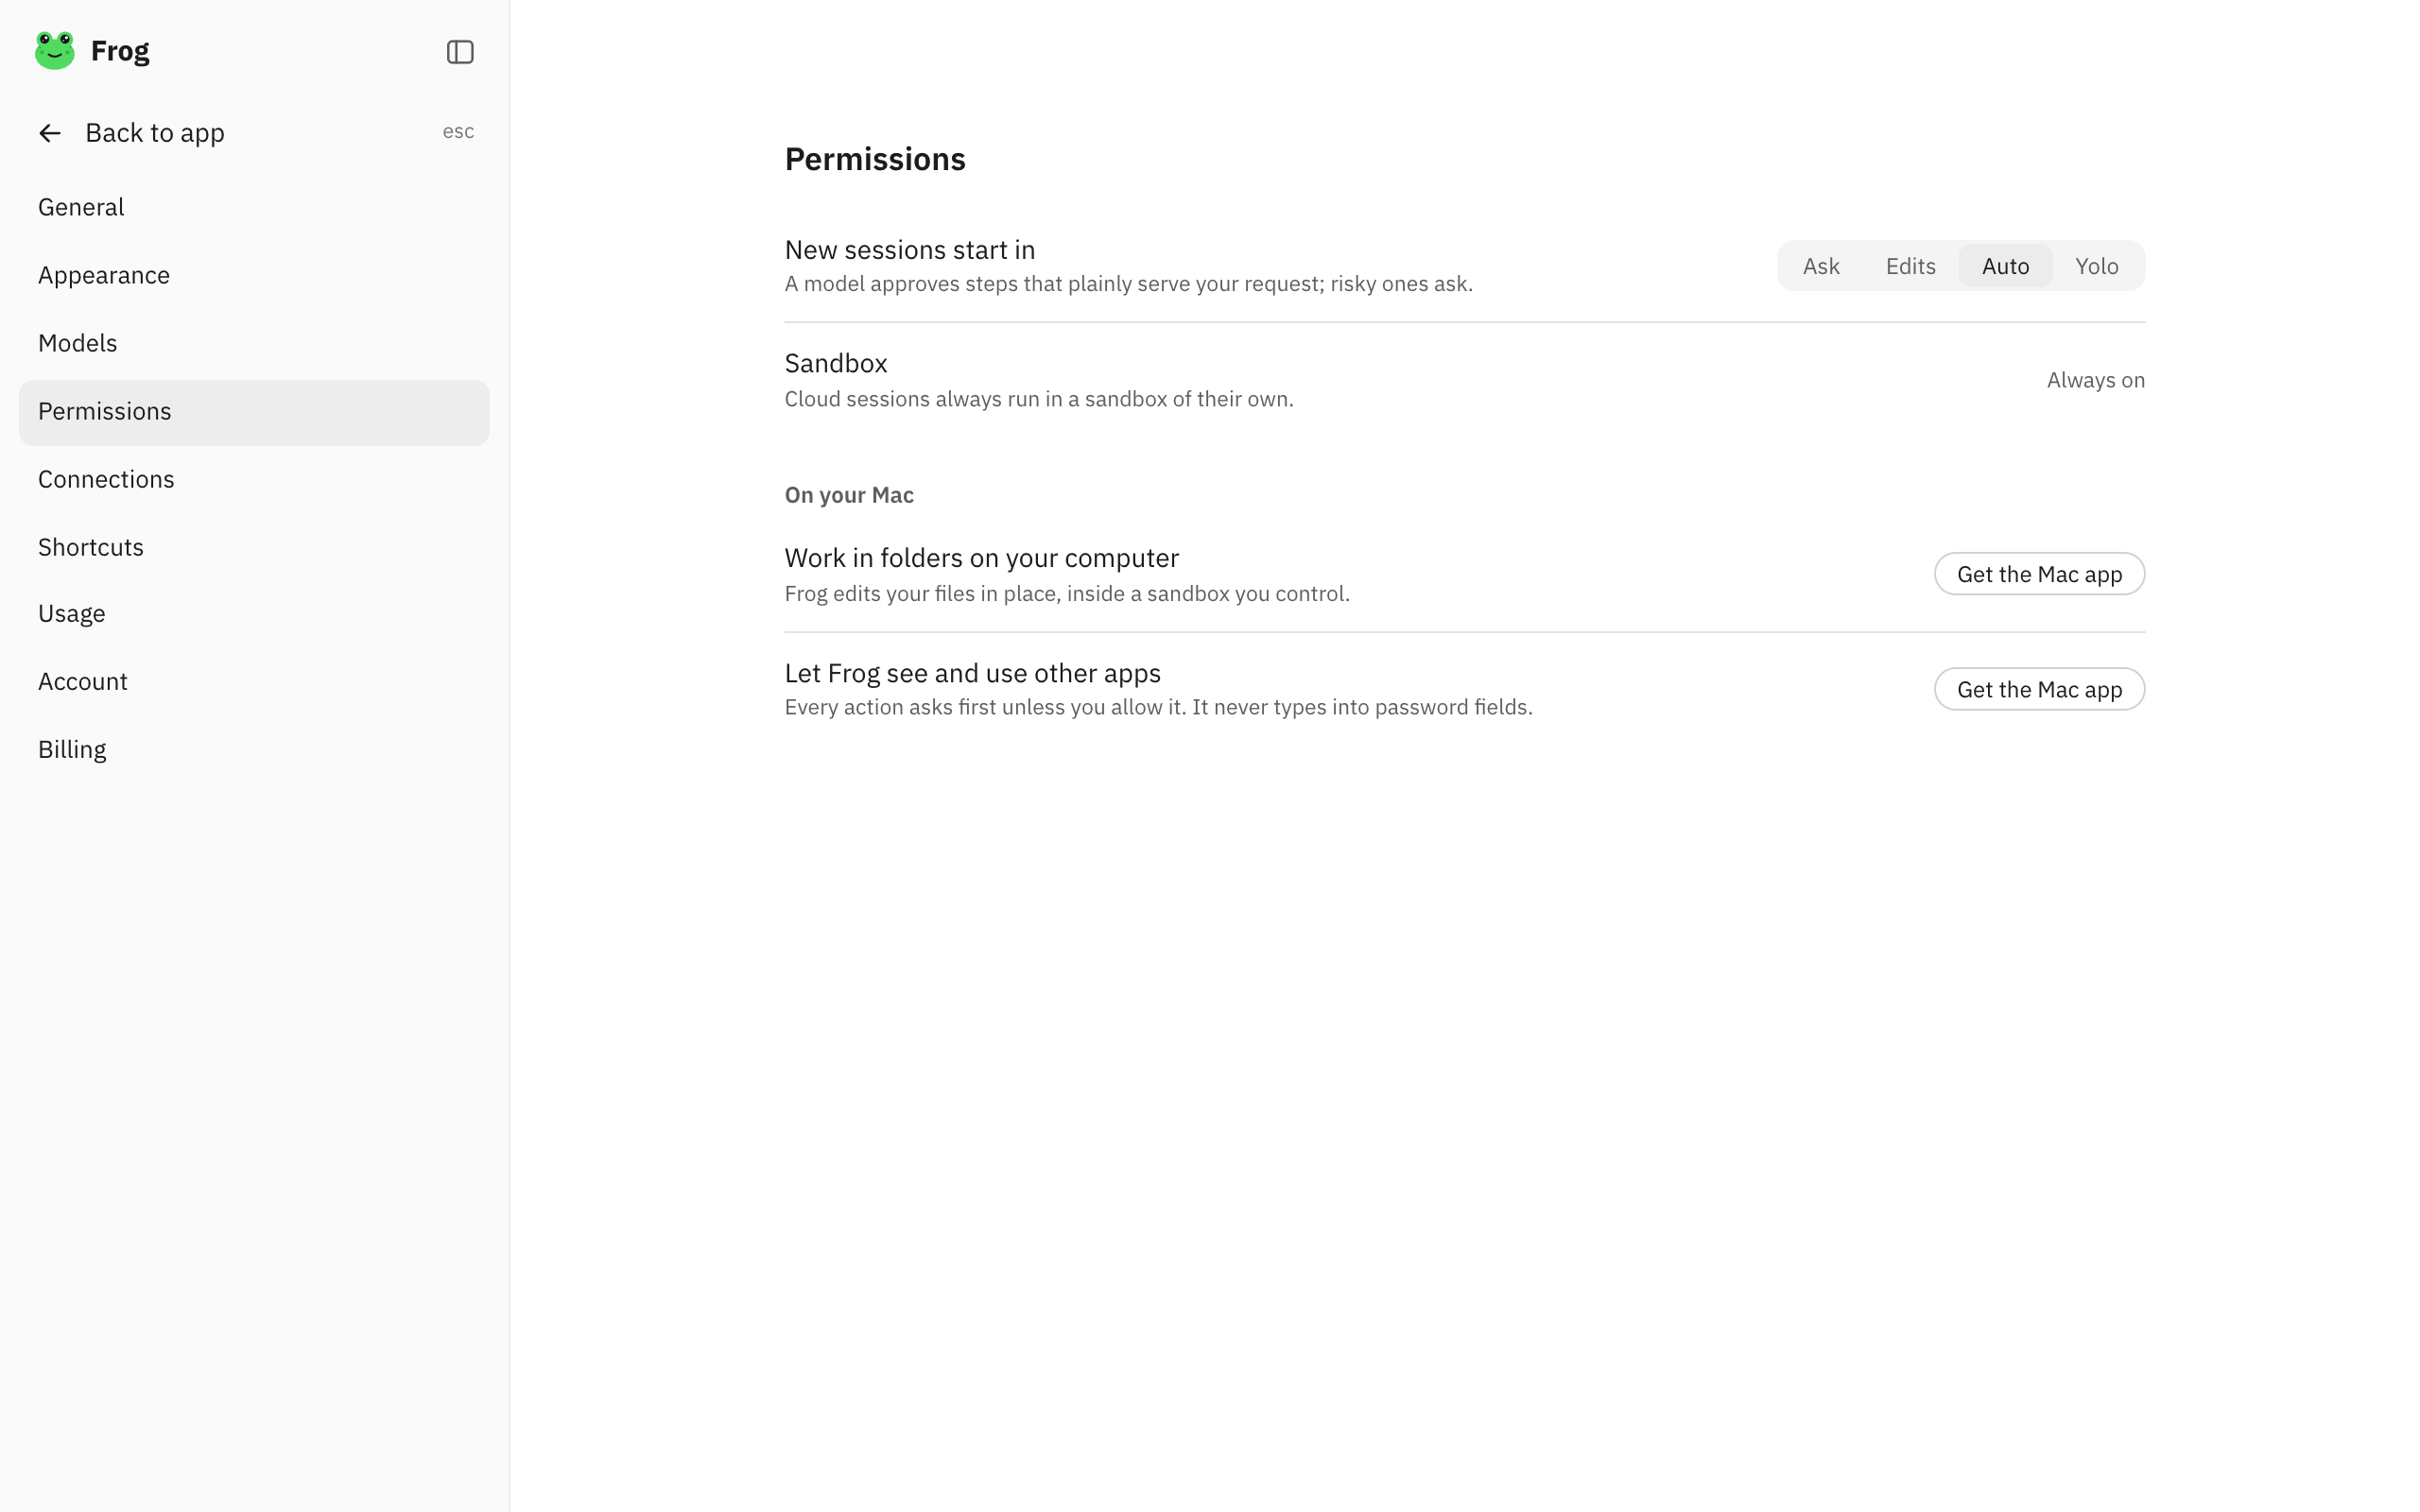 Frog
Back to app
esc
General
Appearance
Models
Permissions
Connections
Shortcuts
Usage
Account
Billing
Permissions
New sessions start in
A model approves steps that plainly serve your request; risky ones ask.
Ask
Edits
Auto
Yolo
Sandbox
Cloud sessions always run in a sandbox of their own.
Always on
On your Mac
Work in folders on your computer
Frog edits your files in place, inside a sandbox you control.
Get the Mac app
Let Frog see and use other apps
Every action asks first unless you allow it. It never types into password fields.
Get the Mac app